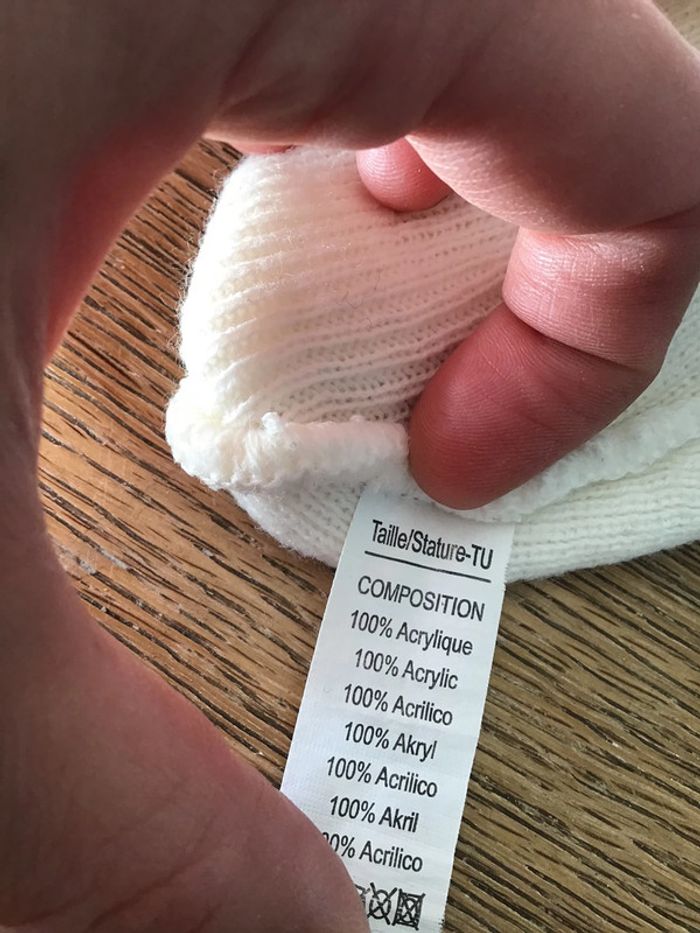 Taille/Stature-TU
COMPOSITION
100% Acrylique
100% Acrylic
100% Acrilico
100% Akryl
100% Acrilico
100% Akril
0% Acrilico